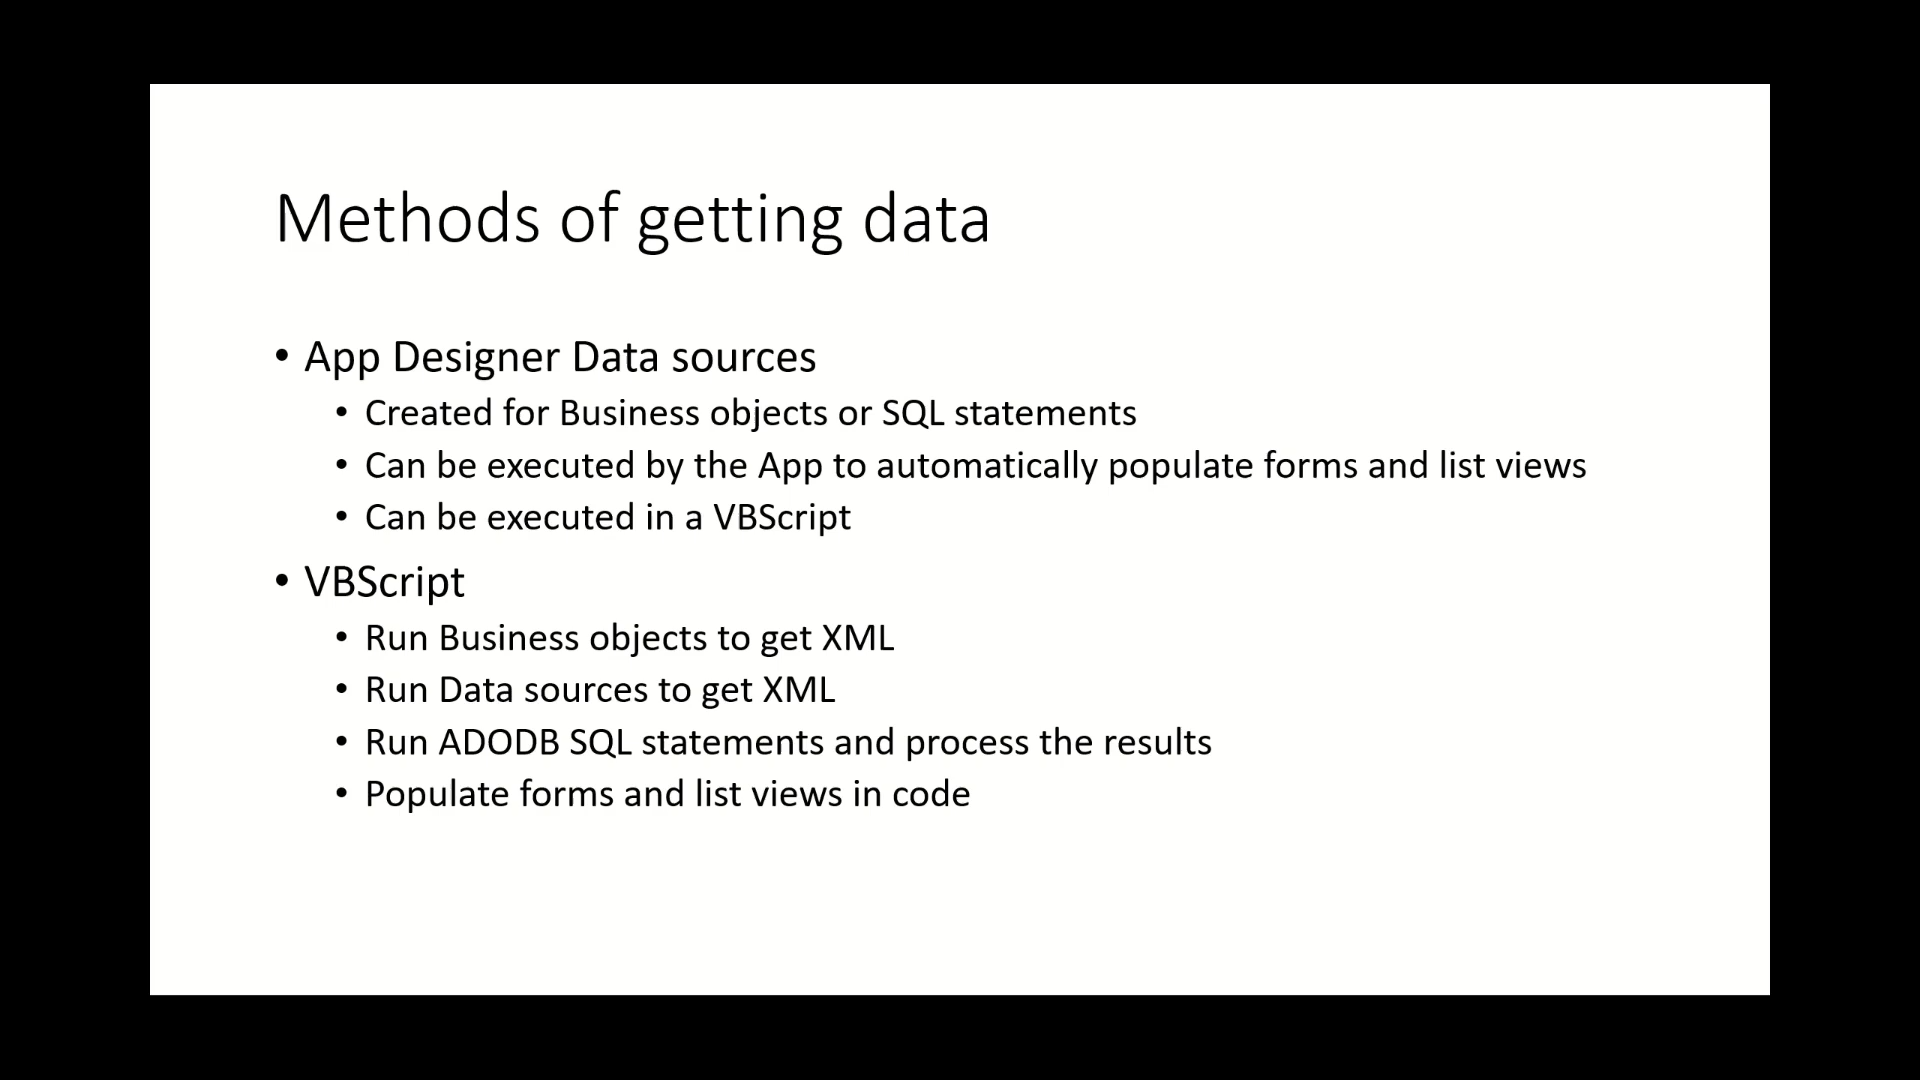 Methods of getting data
• App Designer Data sources
• Created for Business objects or SQL statements
• Can be executed by the App to automatically populate forms and list views
• Can be executed in a VBScript
• VBScript
• Run Business objects to get XML
• Run Data sources to get XML
• Run ADODB SQL statements and process the results
• Populate forms and list views in code